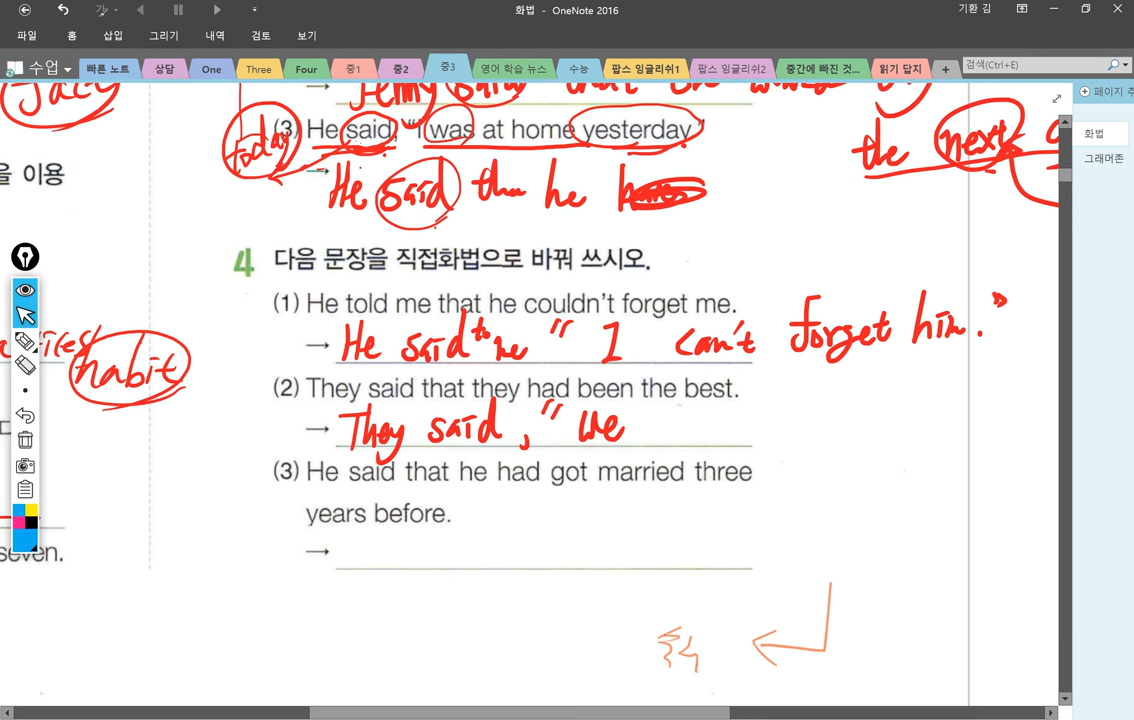 화법 - OneNote 2016
기환 김
파일 홈 삽입 그리기 내역 검토 보기
수업 빠른 노트 상담 One Three Four 중1 중2 중3 영어 학습 뉴스 수능 팝스 잉글리쉬1 팝스 잉글리쉬2 중간에 빠진 것... 읽기 답지 + 검색(Ctrl+E)
페이지 추
화법
그래머존
→ Jenny said that
(3) He said, “I was at home yesterday.”
today
the next
→ He said that he
을 이용
4 다음 문장을 직접화법으로 바꿔 쓰시오.
(1) He told me that he couldn’t forget me.
→ He said to me “ I can't forget him. ”
habit
(2) They said that they had been the best.
→ They said, “ We
(3) He said that he had got married three
years before.
→
seven.